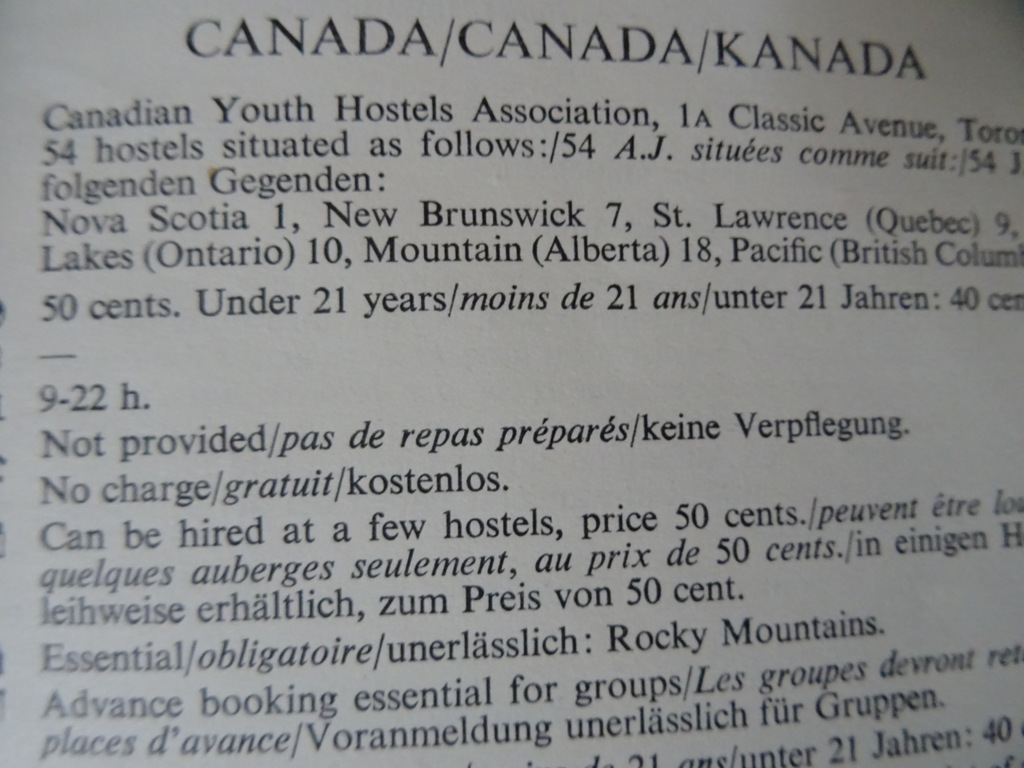 CANADA/CANADA/KANADA
Canadian Youth Hostels Association, 1A Classic Avenue,
54 hostels situated as follows:/54 A.J. situées comme suit:/54
folgenden Gegenden:
Nova Scotia 1, New Brunswick 7, St. Lawrence (Quebec) 9,
Lakes (Ontario) 10, Mountain (Alberta) 18, Pacific (British
50 cents. Under 21 years/moins de 21 ans/unter 21 Jahren: 40
—
9-22 h.
Not provided/pas de repas préparés/keine Verpflegung.
No charge/gratuit/kostenlos.
Can be hired at a few hostels, price 50 cents./peuvent être
quelques auberges seulement, au prix de 50 cents./in einigen
leihweise erhältlich, zum Preis von 50 cent.
Essential/obligatoire/unerlässlich: Rocky Mountains.
Advance booking essential for groups/Les groupes devront
places d'avance/Voranmeldung unerlässlich für Gruppen.
de 21 ans/unter 21 Jahren: 40